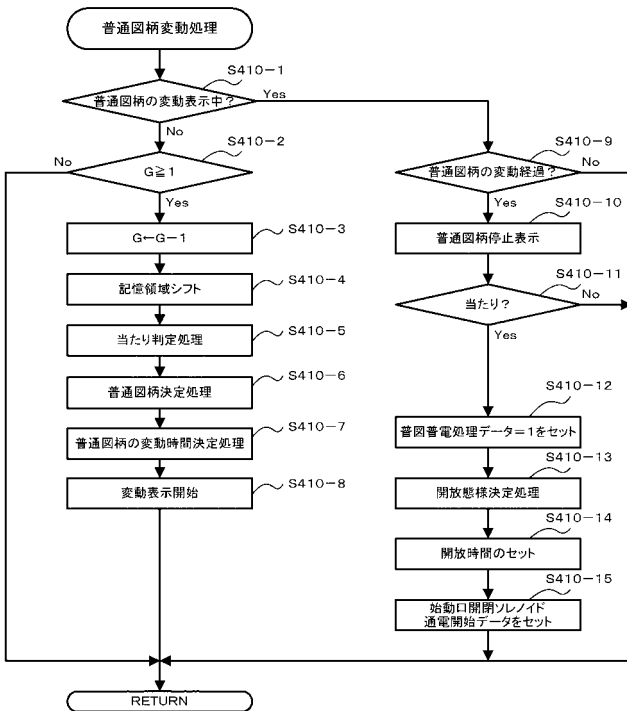 普通図柄変動処理
S410-1
普通図柄の変動表示中?
Yes
No
S410-2
No
G≧1
Yes
S410-3
G←G-1
S410-4
記憶領域シフト
S410-5
当たり判定処理
S410-6
普通図柄決定処理
S410-7
普通図柄の変動時間決定処理
S410-8
変動表示開始
S410-9
普通図柄の変動経過?
No
Yes
S410-10
普通図柄停止表示
S410-11
当たり?
No
Yes
S410-12
普図普電処理データ=1をセット
S410-13
開放態様決定処理
S410-14
開放時間のセット
S410-15
始動口開閉ソレノイド
通電開始データをセット
RETURN